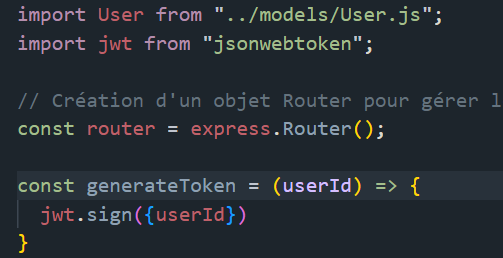 import User from "../models/User.js";
import jwt from "jsonwebtoken";
// Création d'un objet Router pour gérer l
const router = express.Router();
const generateToken = (userId) => {
jwt.sign({userId})
}